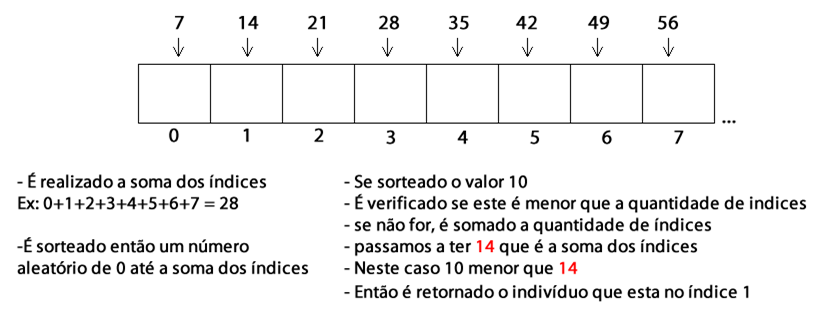 7 14 21 28 35 42 49 56
0 1 2 3 4 5 6 7 ...
- É realizado a soma dos índices
Ex: 0+1+2+3+4+5+6+7 = 28
-É sorteado então um número
aleatório de 0 até a soma dos índices
- Se sorteado o valor 10
- É verificado se este é menor que a quantidade de indices
- se não for, é somado a quantidade de índices
- passamos a ter 14 que é a soma dos índices
- Neste caso 10 menor que 14
- Então é retornado o indivíduo que esta no índice 1